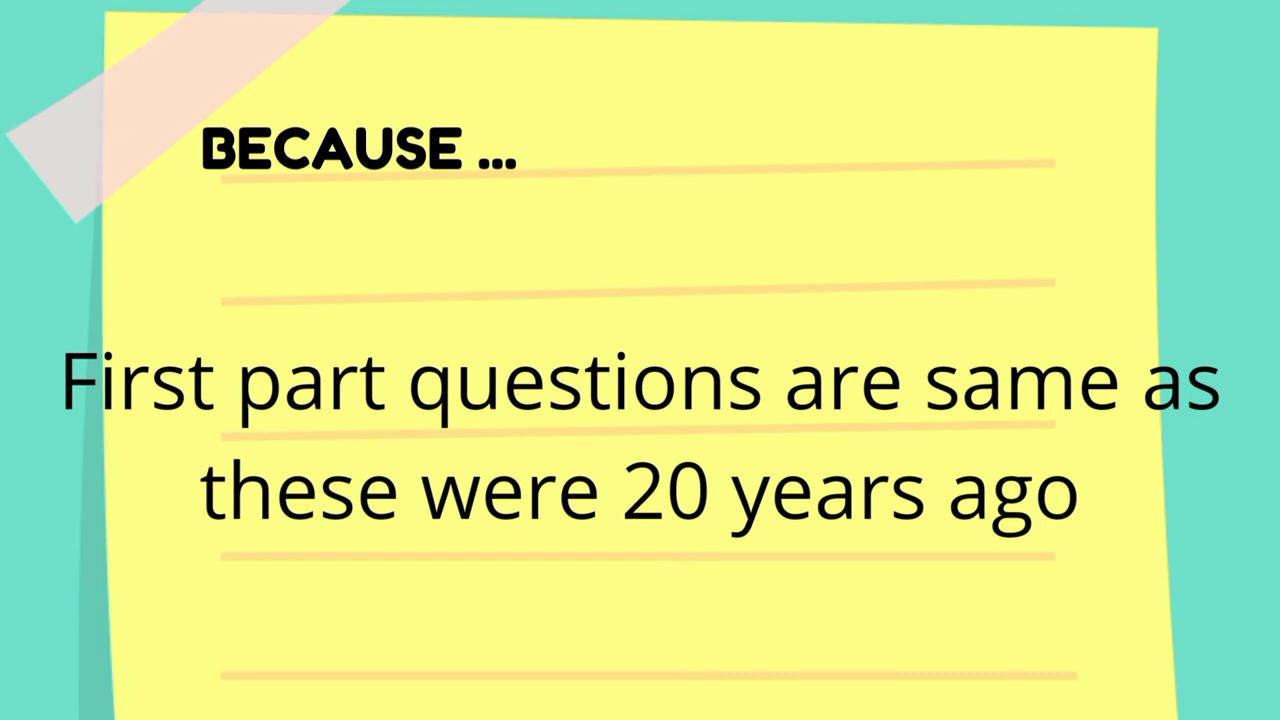 BECAUSE ...
First part questions are same as
these were 20 years ago